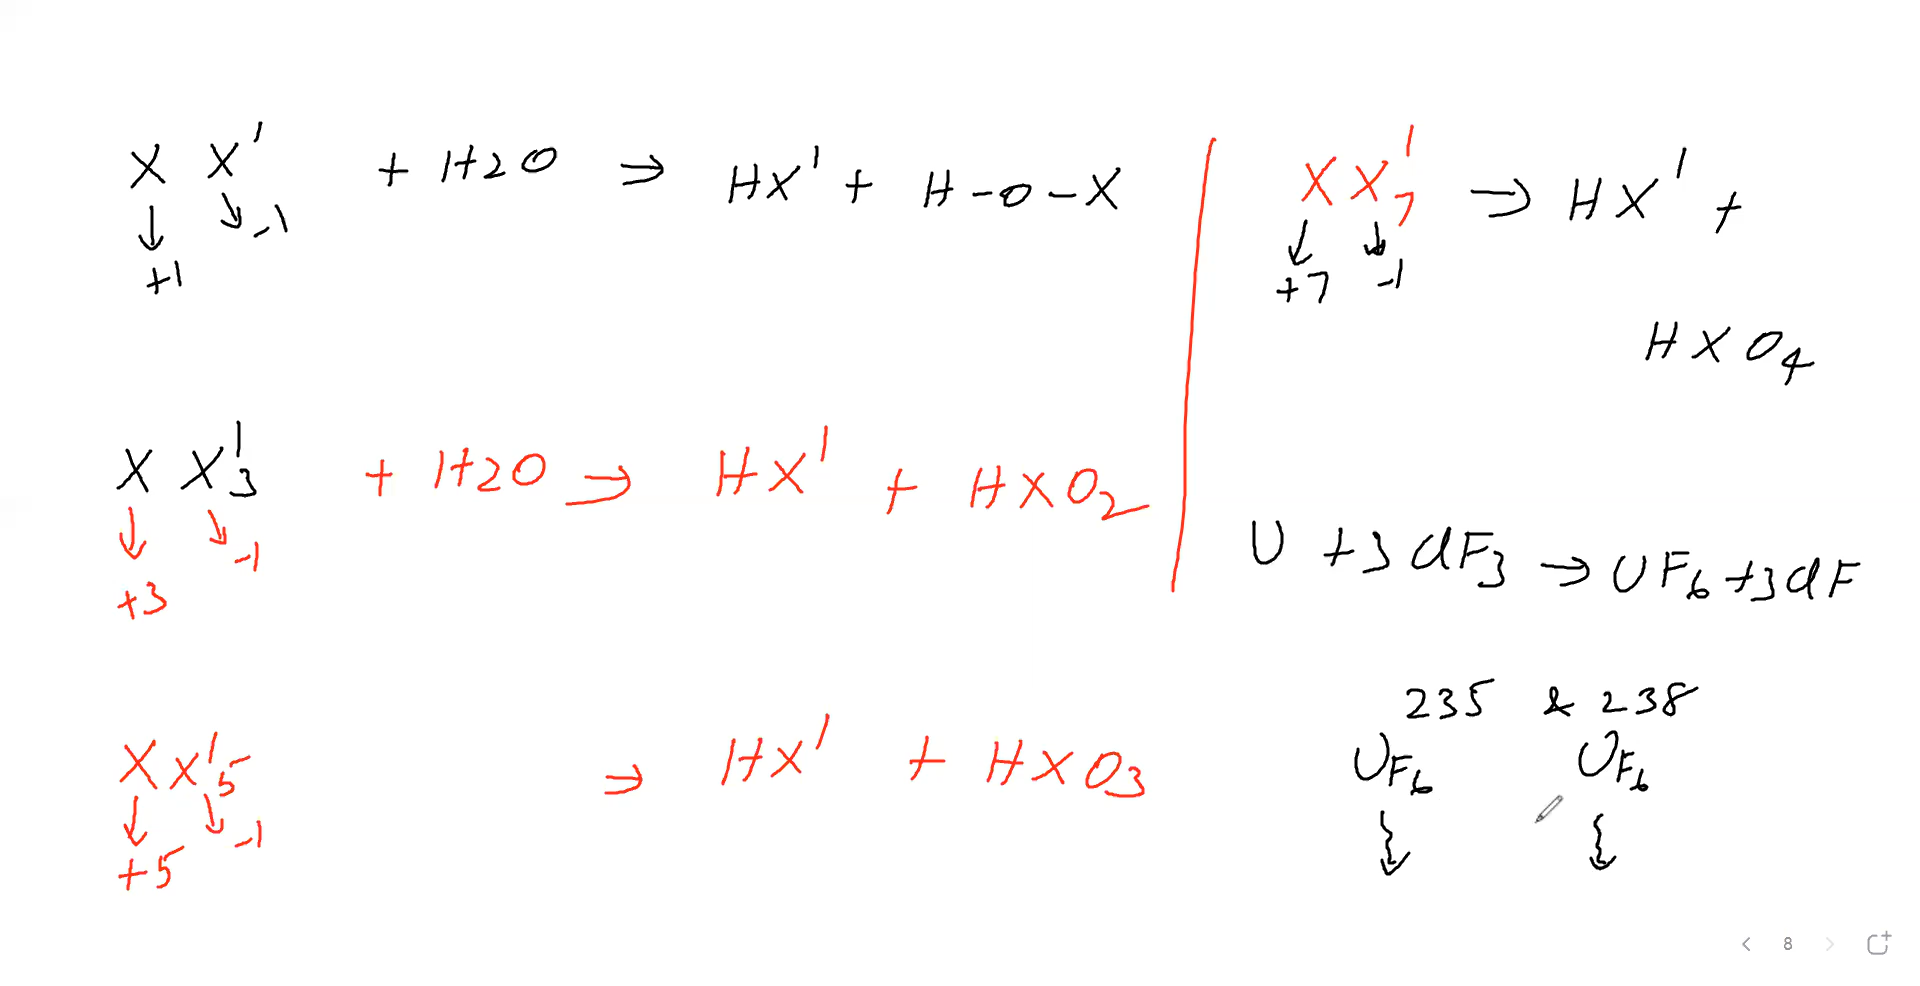 X X' + H2O ⇒ HX' + H-O-X
↓ ↘ -1
+1
X X'3 + H2O ⇒ HX' + HXO2
↓ ↘ -1
+3
X X'5 ⇒ HX' + HXO3
↓ ↘ -1
+5
X X'7 ⇒ HX' +
↓ ↓
+7 -1
HXO4
U + 3 ClF3 → UF6 + 3 ClF
235 & 238
UF6 UF6
8